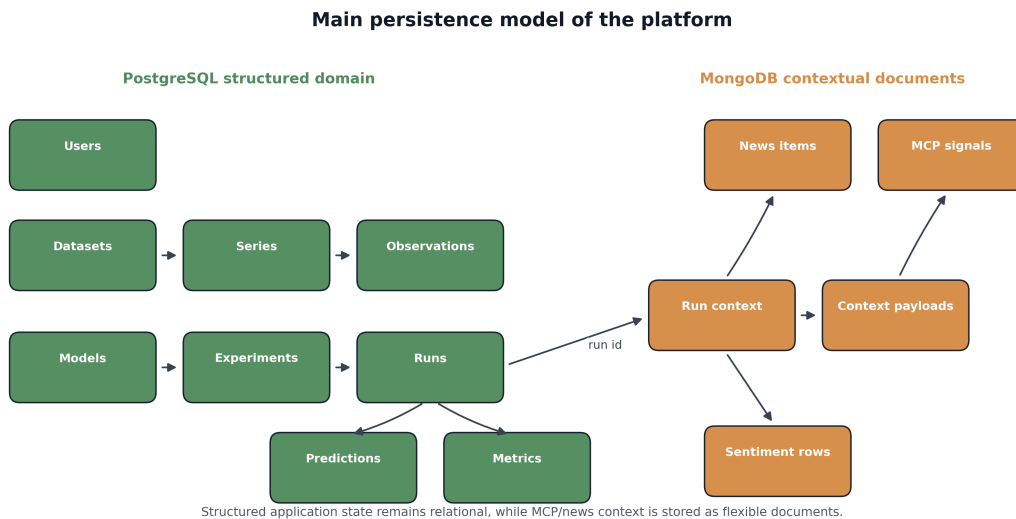 Main persistence model of the platform
PostgreSQL structured domain
MongoDB contextual documents
Users
News items
MCP signals
Datasets
Series
Observations
Run context
Context payloads
run id
Models
Experiments
Runs
Predictions
Metrics
Sentiment rows
Structured application state remains relational, while MCP/news context is stored as flexible documents.